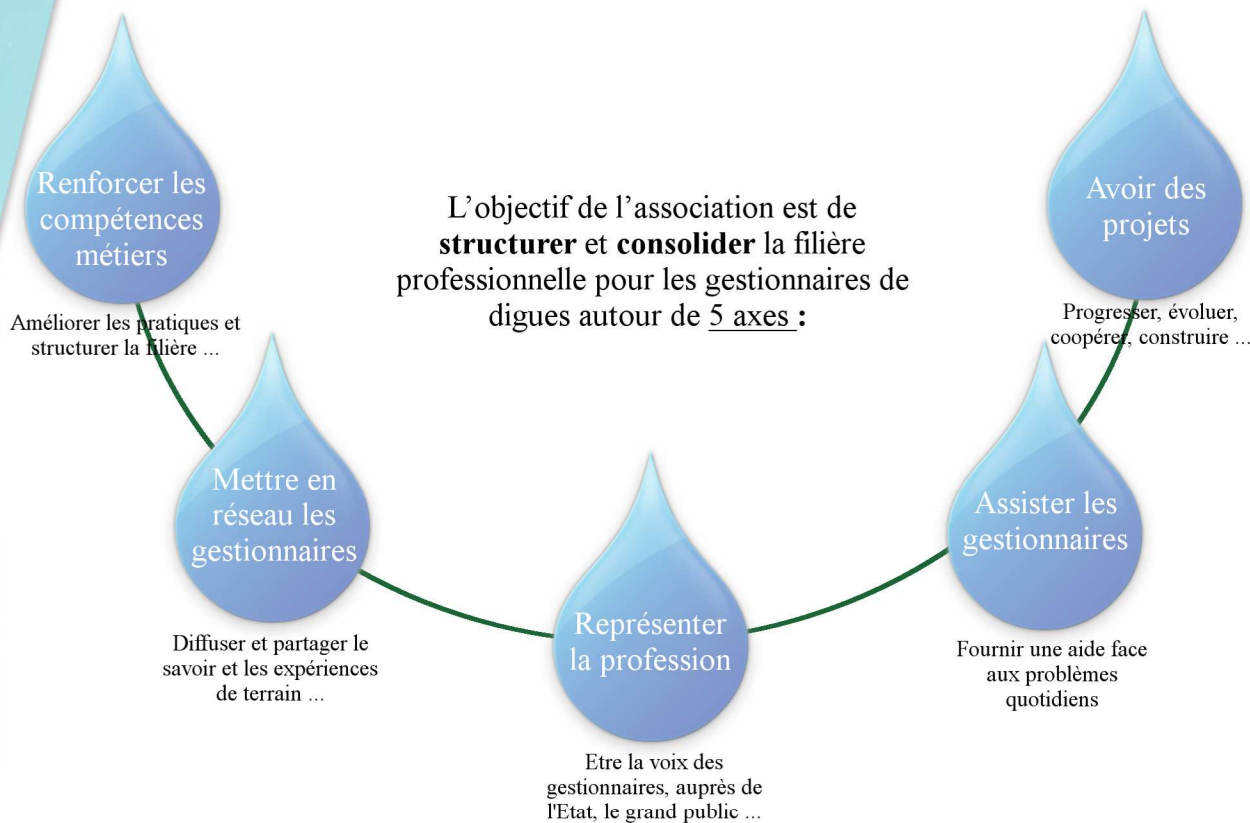 L’objectif de l’association est de
structurer et consolider la filière
professionnelle pour les gestionnaires de
digues autour de 5 axes :
Renforcer les
compétences
métiers
Améliorer les pratiques et
structurer la filière ...
Mettre en
réseau les
gestionnaires
Diffuser et partager le
savoir et les expériences
de terrain ...
Représenter
la profession
Etre la voix des
gestionnaires, auprès de
l'Etat, le grand public ...
Assister les
gestionnaires
Fournir une aide face
aux problèmes
quotidiens
Avoir des
projets
Progresser, évoluer,
coopérer, construire ...